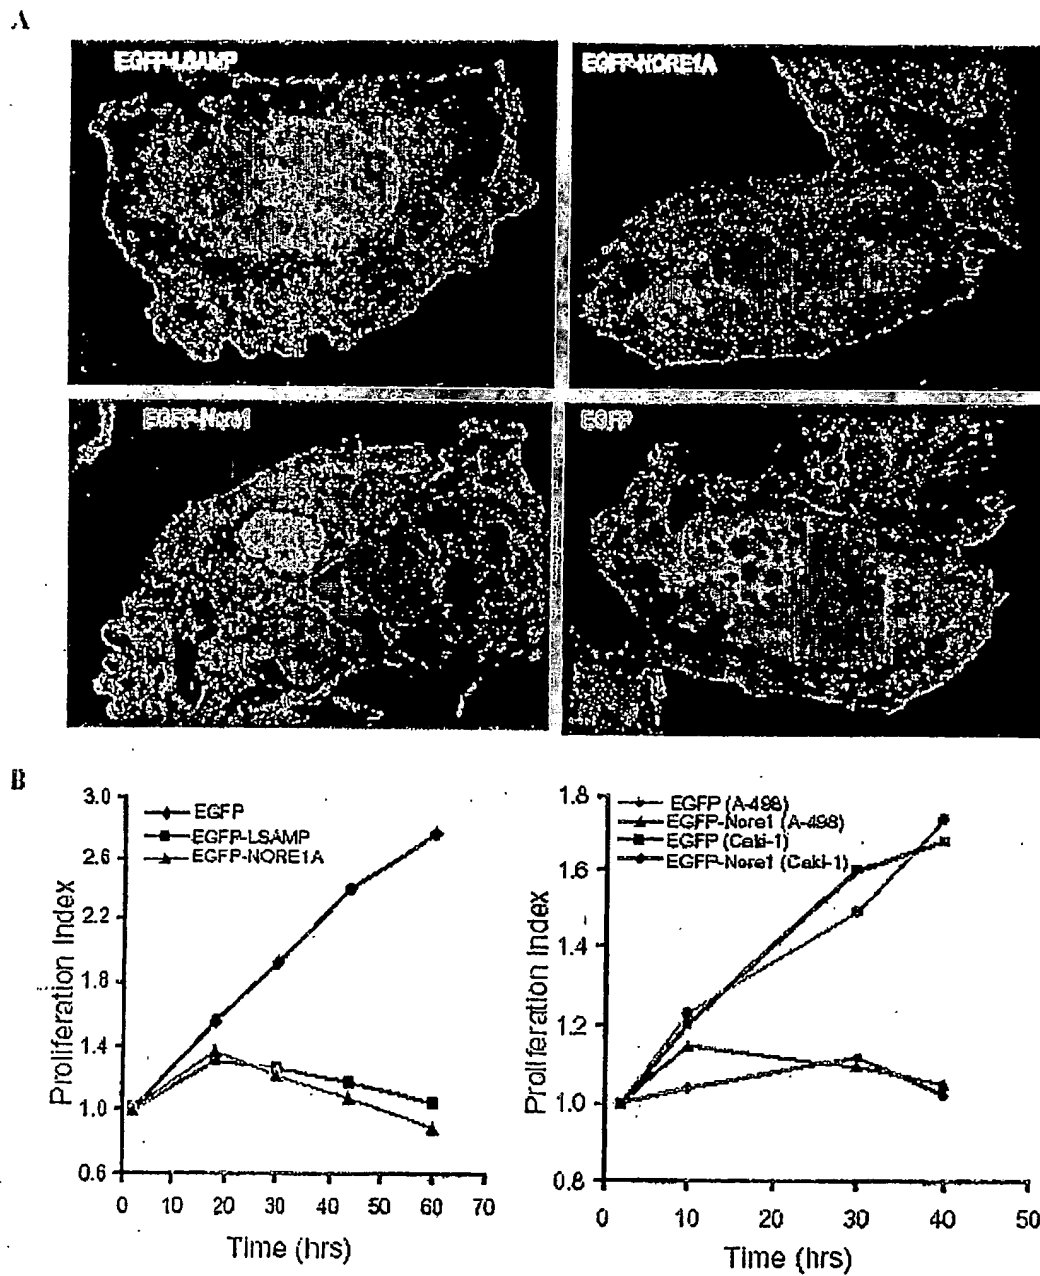 A
EGFP-LSAMP
EGFP-NORE1A
EGFP-Nore1
EGFP
B
3.0
2.6
2.2
1.8
1.4
1.0
0.6
0 10 20 30 40 50 60 70
Proliferation Index
Time (hrs)
EGFP
EGFP-LSAMP
EGFP-NORE1A
1.8
1.6
1.4
1.2
1.0
0.8
0 10 20 30 40 50
Proliferation Index
Time (hrs)
EGFP (A-498)
EGFP-Nore1 (A-498)
EGFP (Caki-1)
EGFP-Nore1 (Caki-1)